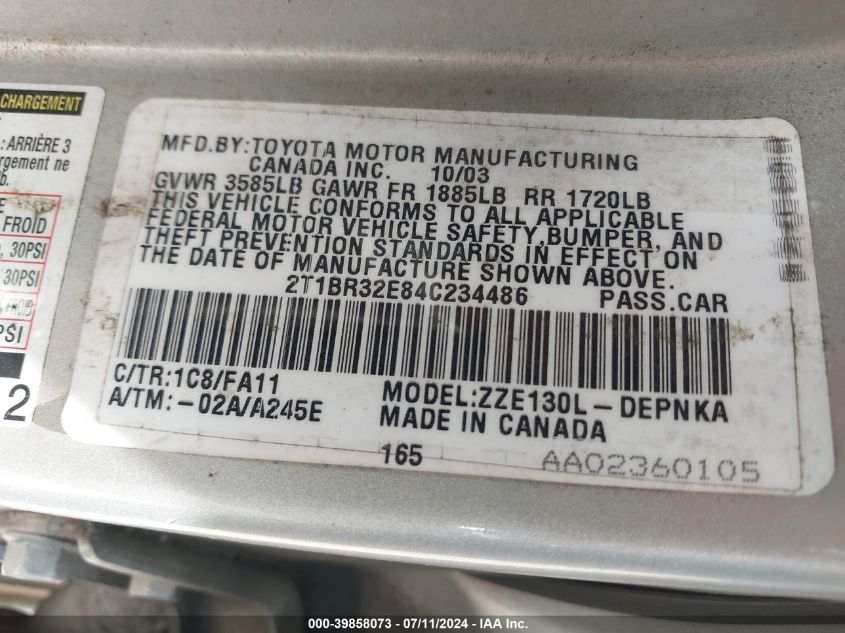 CHARGEMENT
: ARRIÈRE 3
argement ne
b.
E
FROID
, 30PSI
30PSI
PSI
2
MFD.BY:TOYOTA MOTOR MANUFACTURING
CANADA INC. 10/03
GVWR 3585LB GAWR FR 1885LB RR 1720LB
THIS VEHICLE CONFORMS TO ALL APPLICABLE
FEDERAL MOTOR VEHICLE SAFETY,BUMPER, AND
THEFT PREVENTION STANDARDS IN EFFECT ON
THE DATE OF MANUFACTURE SHOWN ABOVE.
2T1BR32E84C234486 PASS.CAR
C/TR:1C8/FA11
A/TM:-02A/A245E
MODEL:ZZE130L-DEPNKA
MADE IN CANADA
165
AA02360105
000-39858073 / 07/11/2024 / IAA Inc.